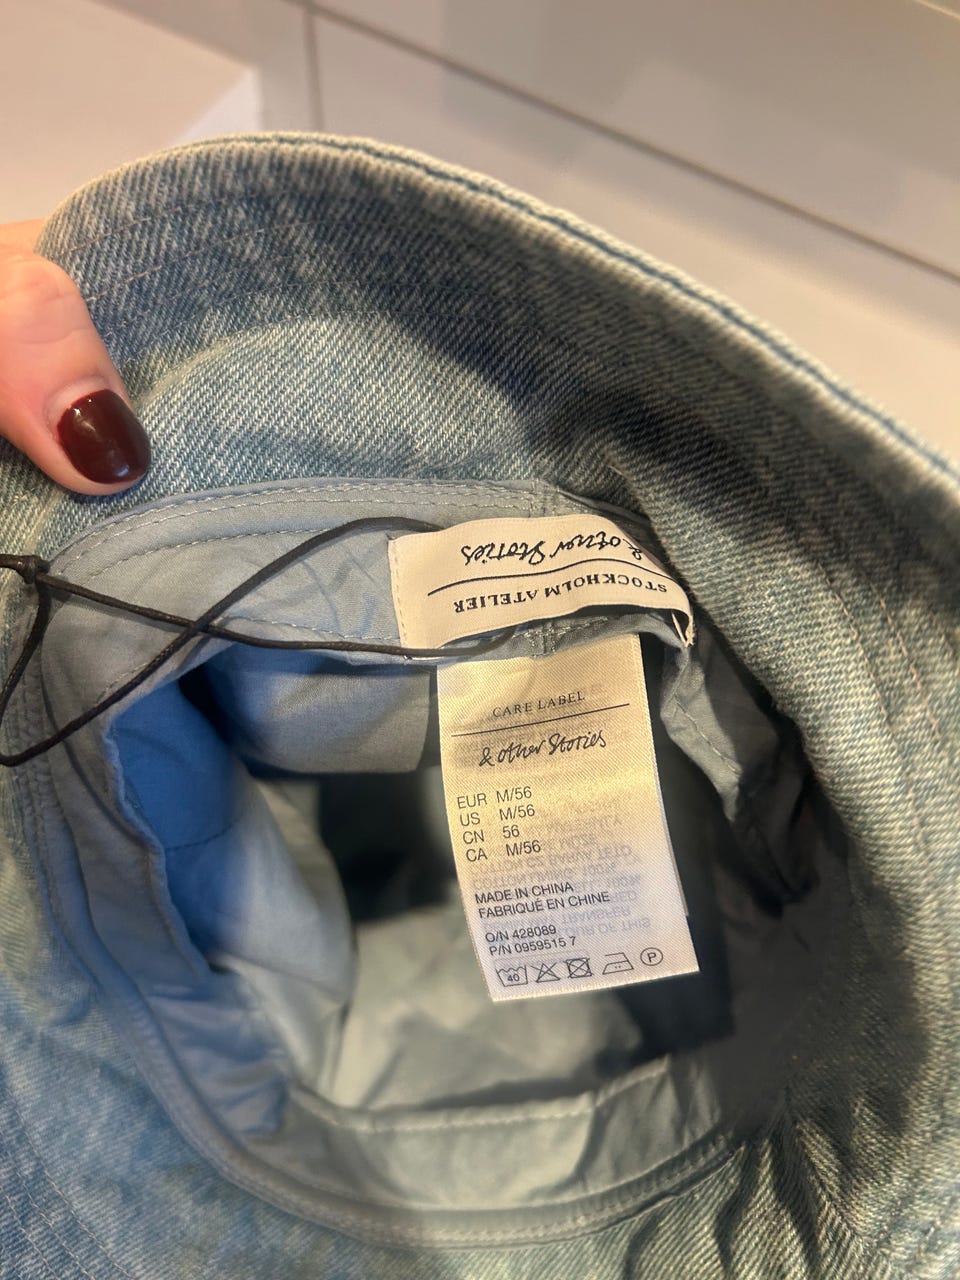 & other Stories
STOCKHOLM ATELIER
CARE LABEL
& other Stories
EUR M/56
US M/56
CN 56
CA M/56
MADE IN CHINA
FABRIQUÉ EN CHINE
O/N 428089
P/N 0959515 7
40
P